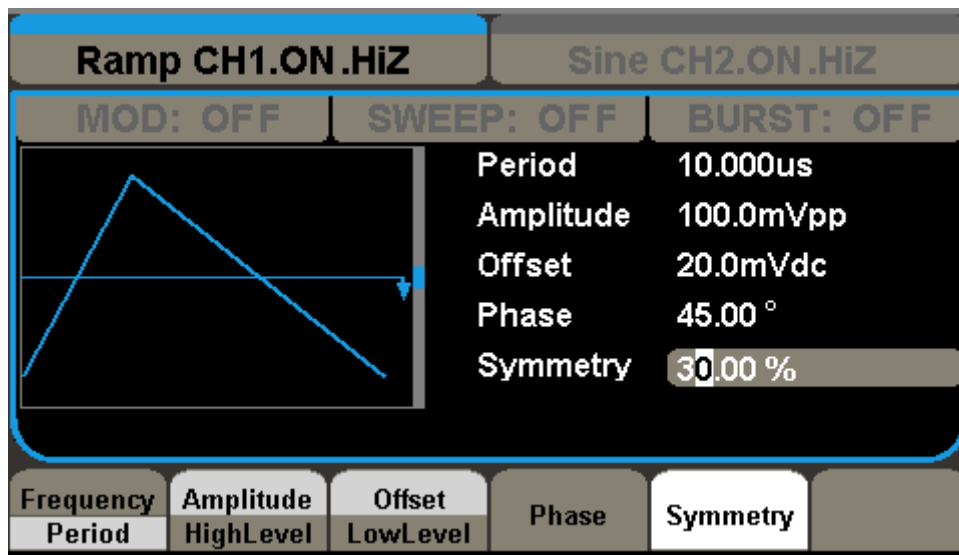 Ramp CH1.ON.HiZ
Sine CH2.ON.HiZ
MOD: OFF
SWEEP: OFF
BURST: OFF
Period 10.000us
Amplitude 100.0mVpp
Offset 20.0mVdc
Phase 45.00 °
Symmetry 30.00 %
Frequency
Period
Amplitude
HighLevel
Offset
LowLevel
Phase
Symmetry